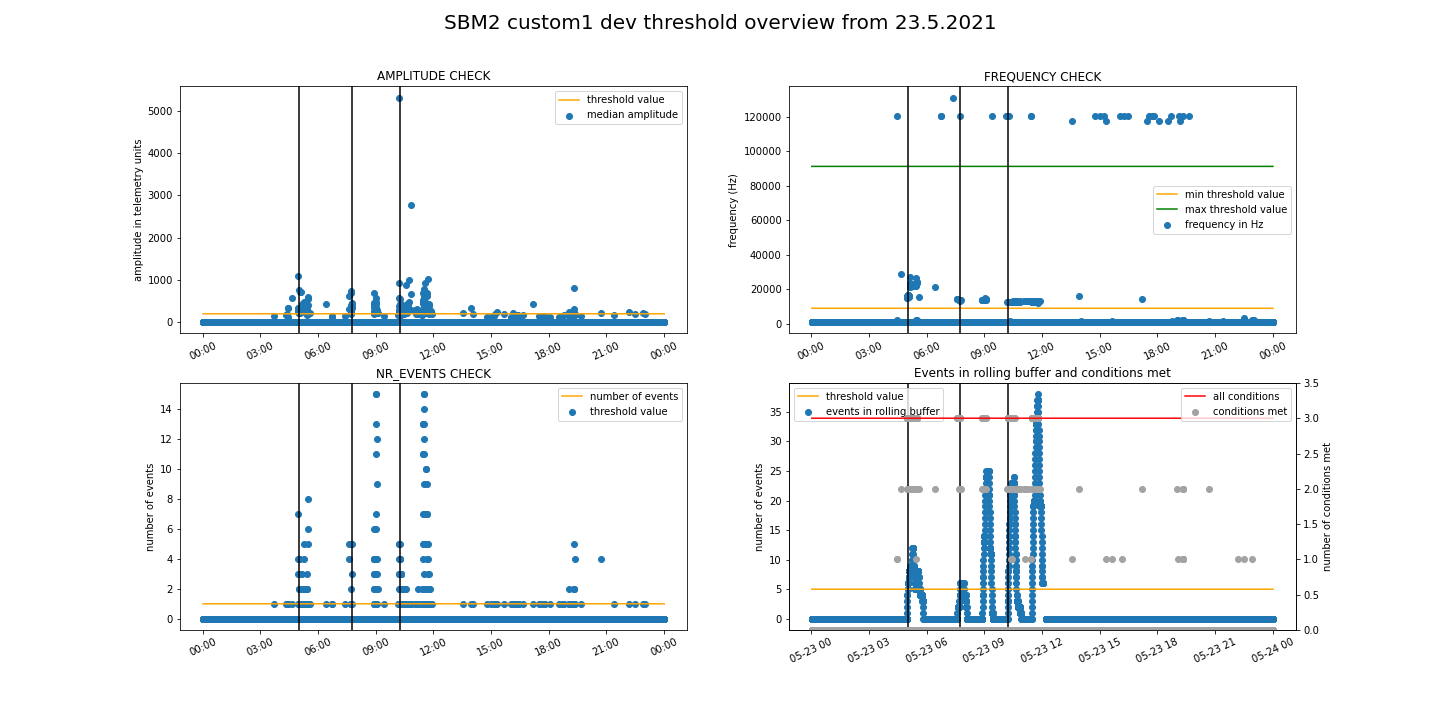 SBM2 custom1 dev threshold overview from 23.5.2021
AMPLITUDE CHECK
amplitude in telemetry units
5000
4000
3000
2000
1000
0
threshold value
median amplitude
00:00 03:00 06:00 09:00 12:00 15:00 18:00 21:00 00:00
FREQUENCY CHECK
frequency (Hz)
120000
100000
80000
60000
40000
20000
0
min threshold value
max threshold value
frequency in Hz
00:00 03:00 06:00 09:00 12:00 15:00 18:00 21:00 00:00
NR_EVENTS CHECK
number of events
14
12
10
8
6
4
2
0
number of events
threshold value
00:00 03:00 06:00 09:00 12:00 15:00 18:00 21:00 00:00
Events in rolling buffer and conditions met
number of events
35
30
25
20
15
10
5
0
threshold value
events in rolling buffer
all conditions
conditions met
3.5
3.0
2.5
2.0
1.5
1.0
0.5
0.0
number of conditions met
05-23 00 05-23 03 05-23 06 05-23 09 05-23 12 05-23 15 05-23 18 05-23 21 05-24 00